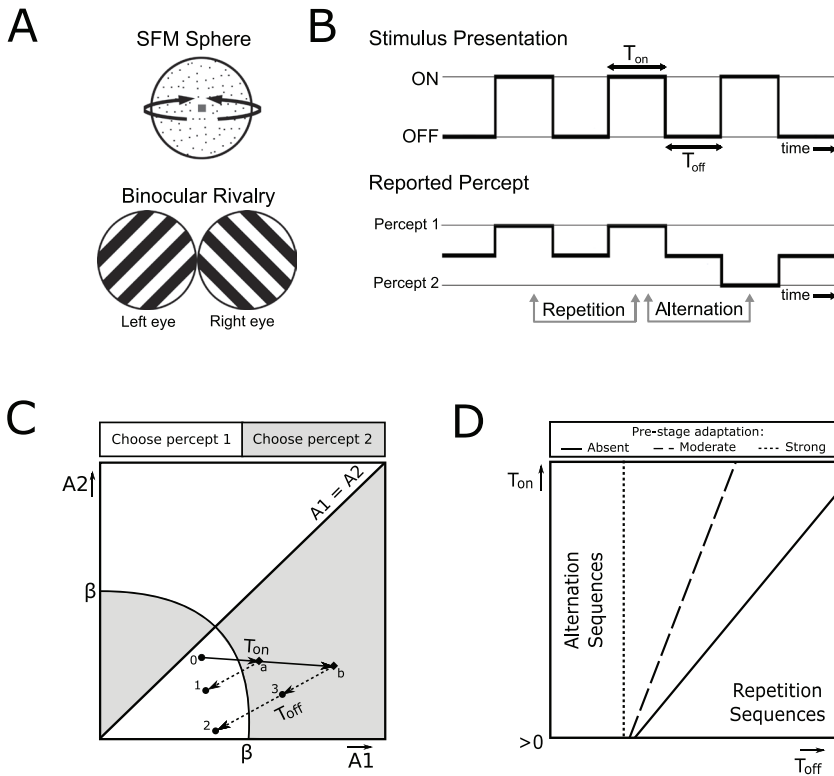 A
SFM Sphere
Binocular Rivalry
Left eye
Right eye
B
Stimulus Presentation
Ton
ON
OFF
Toff
time
Reported Percept
Percept 1
Percept 2
time
Repetition
Alternation
C
Choose percept 1
Choose percept 2
A2
A1 = A2
β
0
Ton
a
b
1
3
Toff
2
β
A1
D
Pre-stage adaptation:
Absent Moderate Strong
Ton
Alternation
Sequences
Repetition
Sequences
>0
Toff